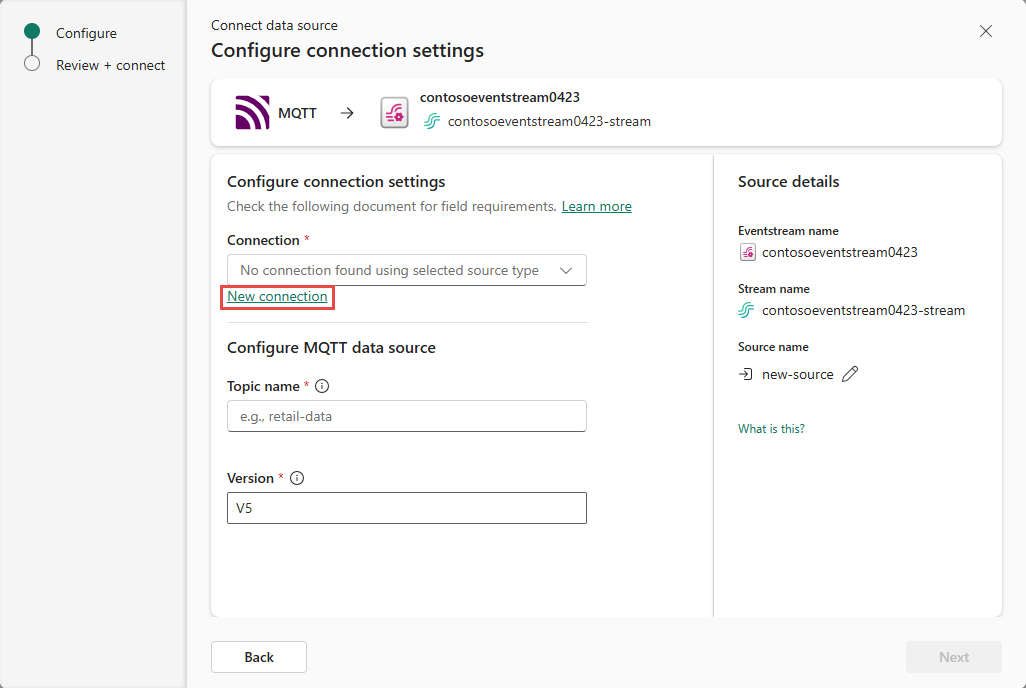 Configure
Review + connect
Connect data source
Configure connection settings
MQTT
contosoeventstream0423
contosoeventstream0423-stream
Configure connection settings
Check the following document for field requirements. Learn more
Connection *
No connection found using selected source type
New connection
Configure MQTT data source
Topic name *
e.g., retail-data
Version *
V5
Source details
Eventstream name
contosoeventstream0423
Stream name
contosoeventstream0423-stream
Source name
new-source
What is this?
Back
Next